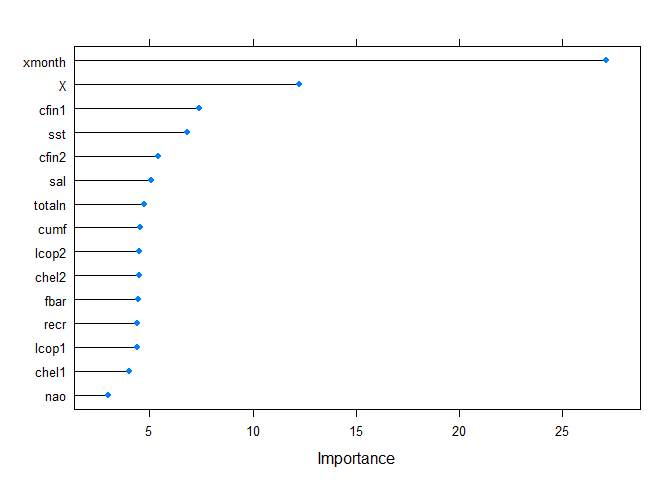 xmonth
X
cfin1
sst
cfin2
sal
totaln
cumf
lcop2
chel2
fbar
recr
lcop1
chel1
nao
5 10 15 20 25
Importance